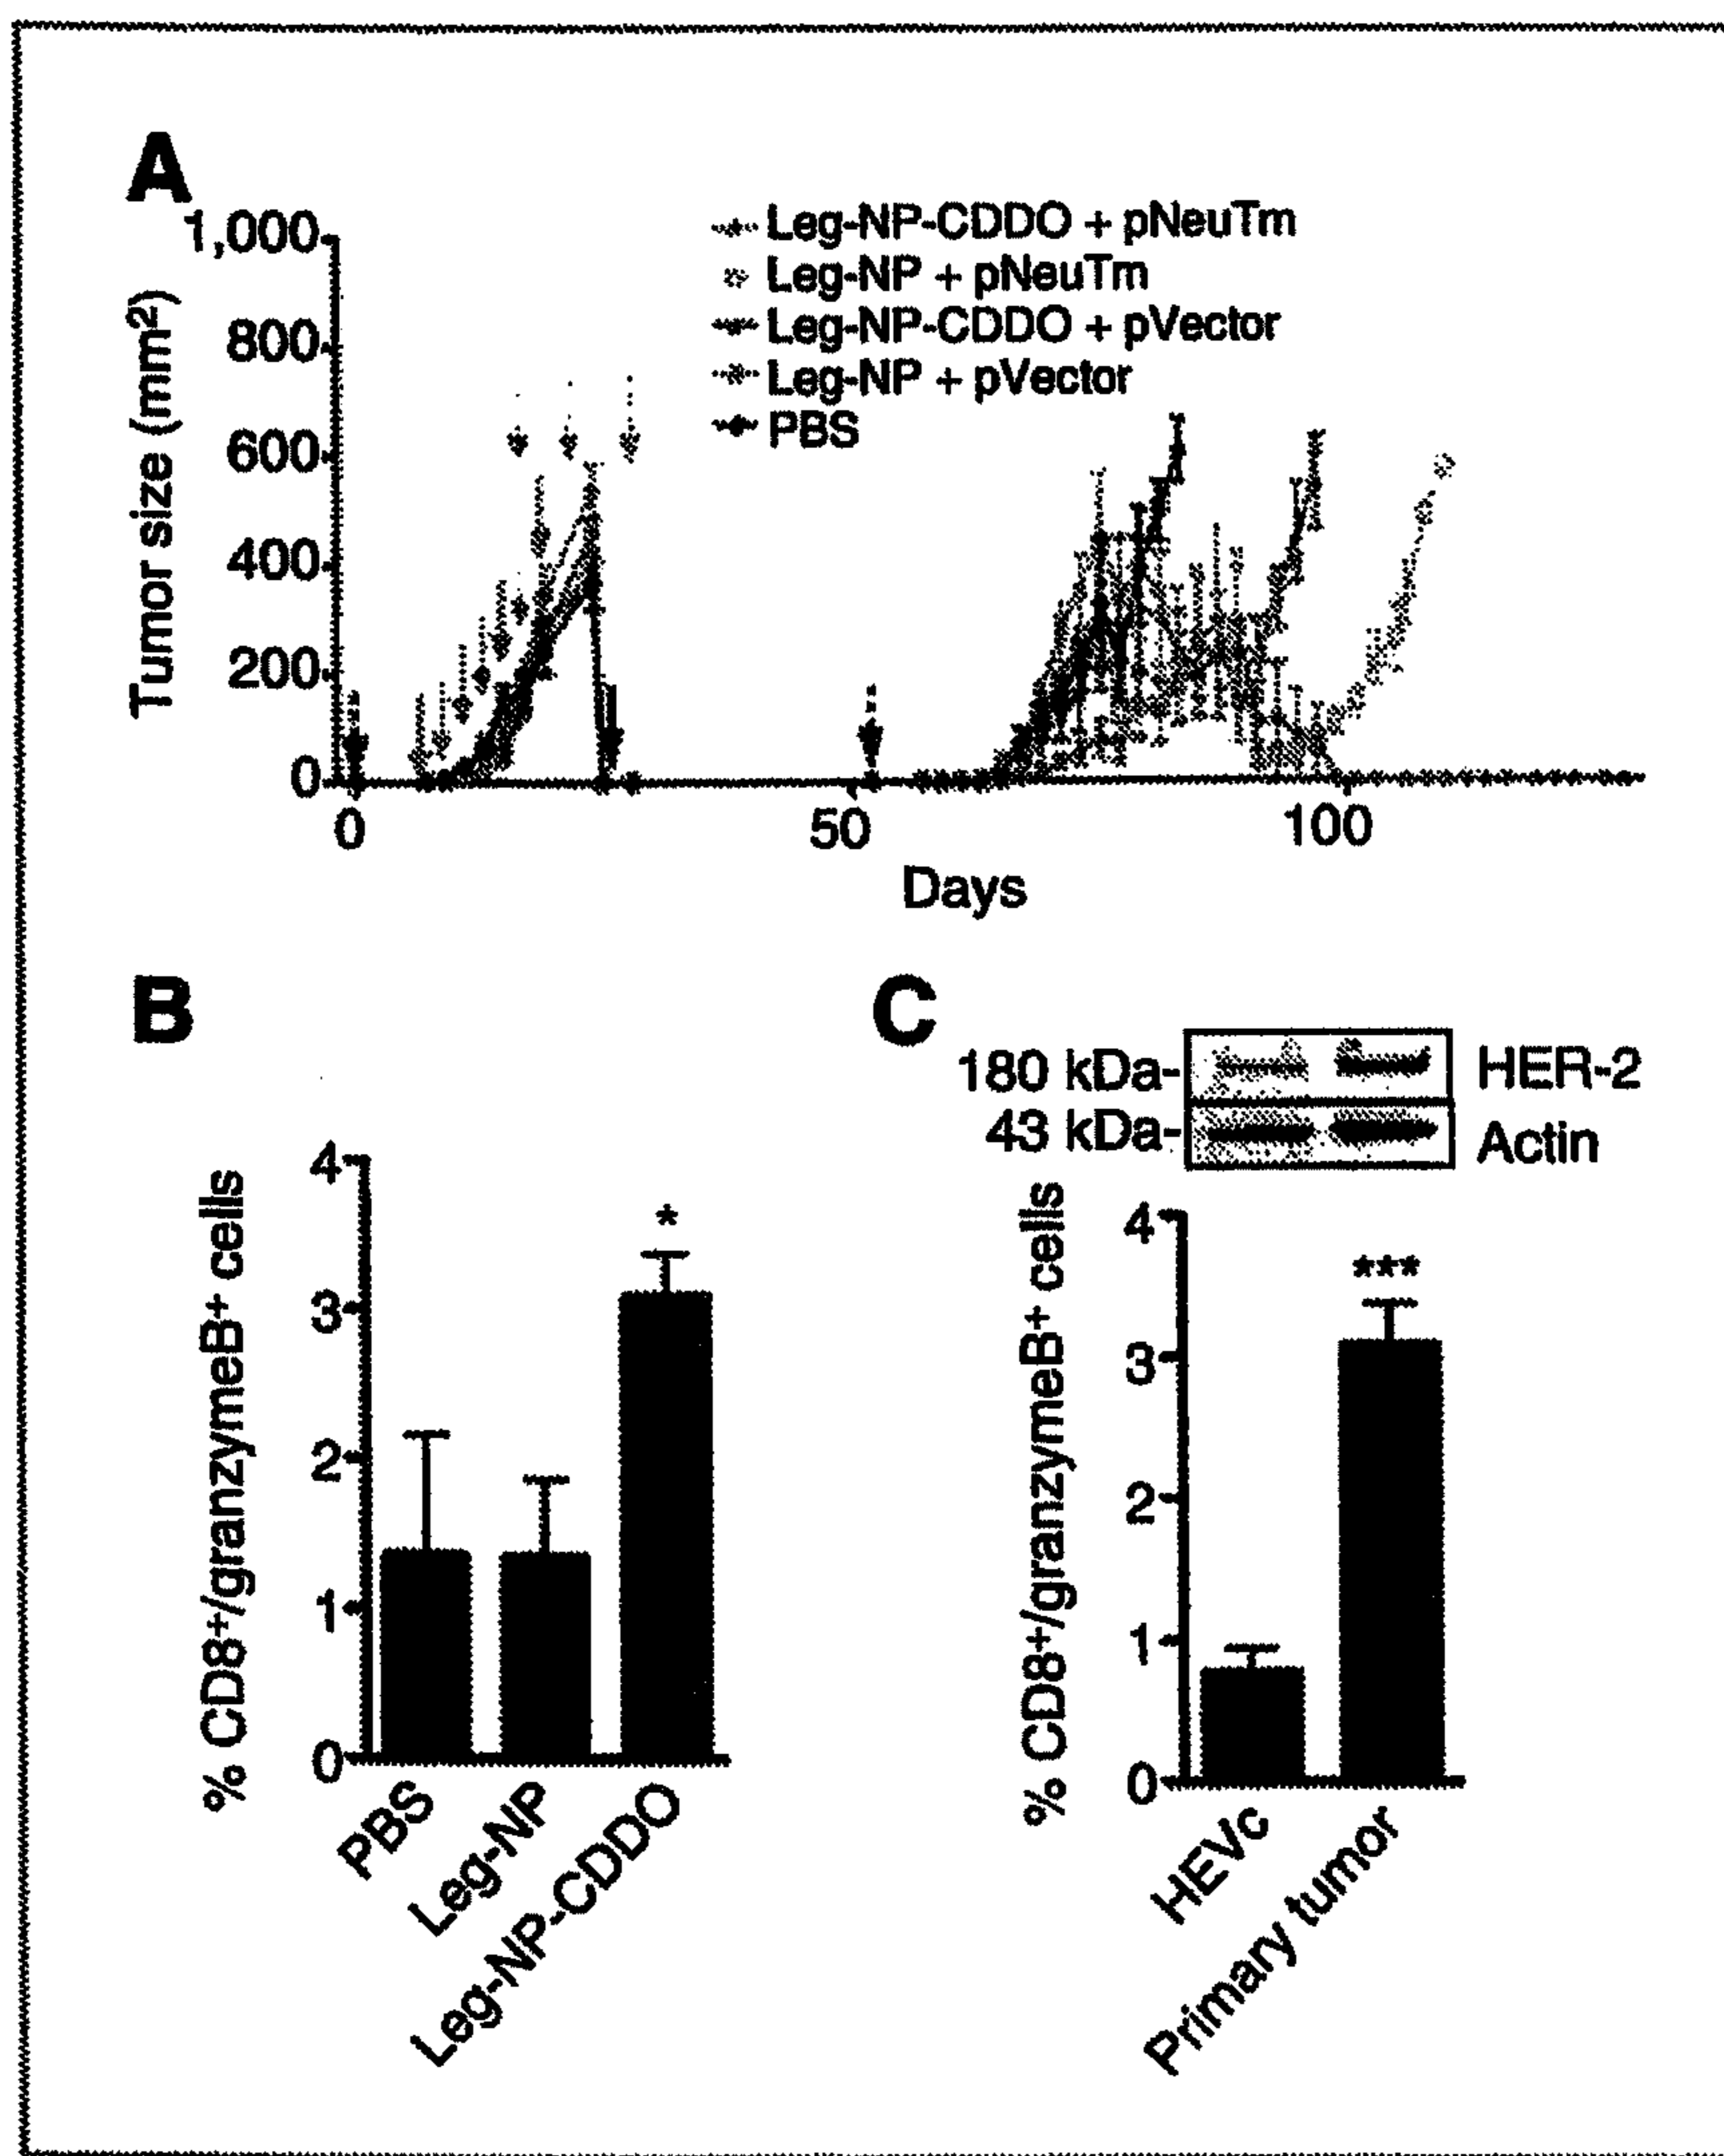 A
1,000
800
600
400
200
0
Tumor size (mm²)
Leg-NP-CDDO + pNeuTm
Leg-NP + pNeuTm
Leg-NP-CDDO + pVector
Leg-NP + pVector
PBS
0 50 100
Days
B
% CD8⁺/granzymeB⁺ cells
4
3
2
1
0
*
PBS
Leg-NP
Leg-NP-CDDO
C
180 kDa- HER-2
43 kDa- Actin
% CD8⁺/granzymeB⁺ cells
4
3
2
1
0
***
HEVc
Primary tumor